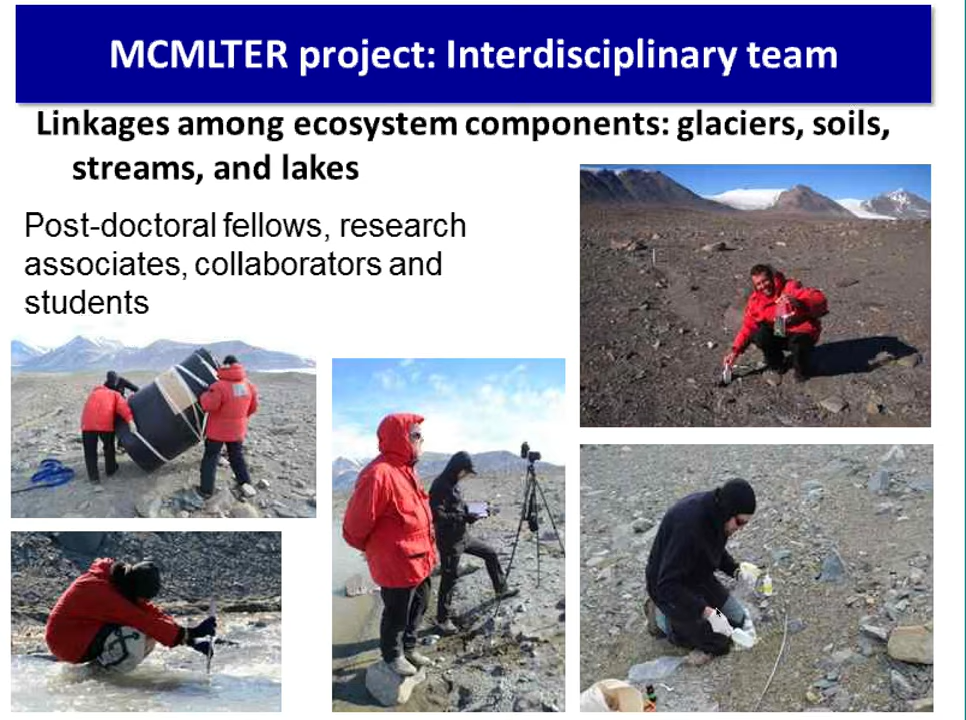 MCMLTER project: Interdisciplinary team
Linkages among ecosystem components: glaciers, soils,
streams, and lakes
Post-doctoral fellows, research
associates, collaborators and
students